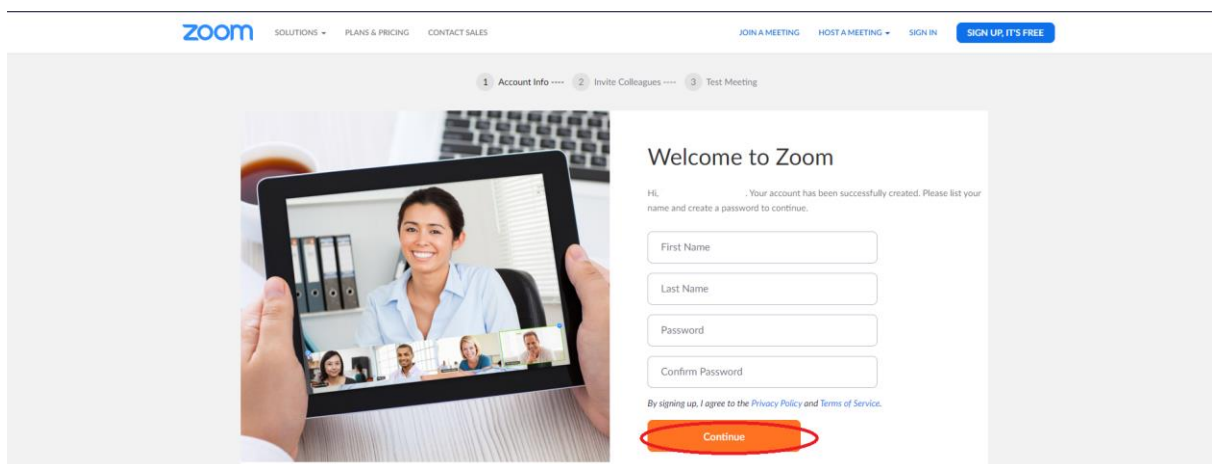 zoom SOLUTIONS PLANS & PRICING CONTACT SALES JOIN A MEETING HOST A MEETING SIGN IN SIGN UP, IT'S FREE
1 Account Info ---- 2 Invite Colleagues ---- 3 Test Meeting
Welcome to Zoom
Hi, . Your account has been successfully created. Please list your
name and create a password to continue.
First Name
Last Name
Password
Confirm Password
By signing up, I agree to the Privacy Policy and Terms of Service.
Continue